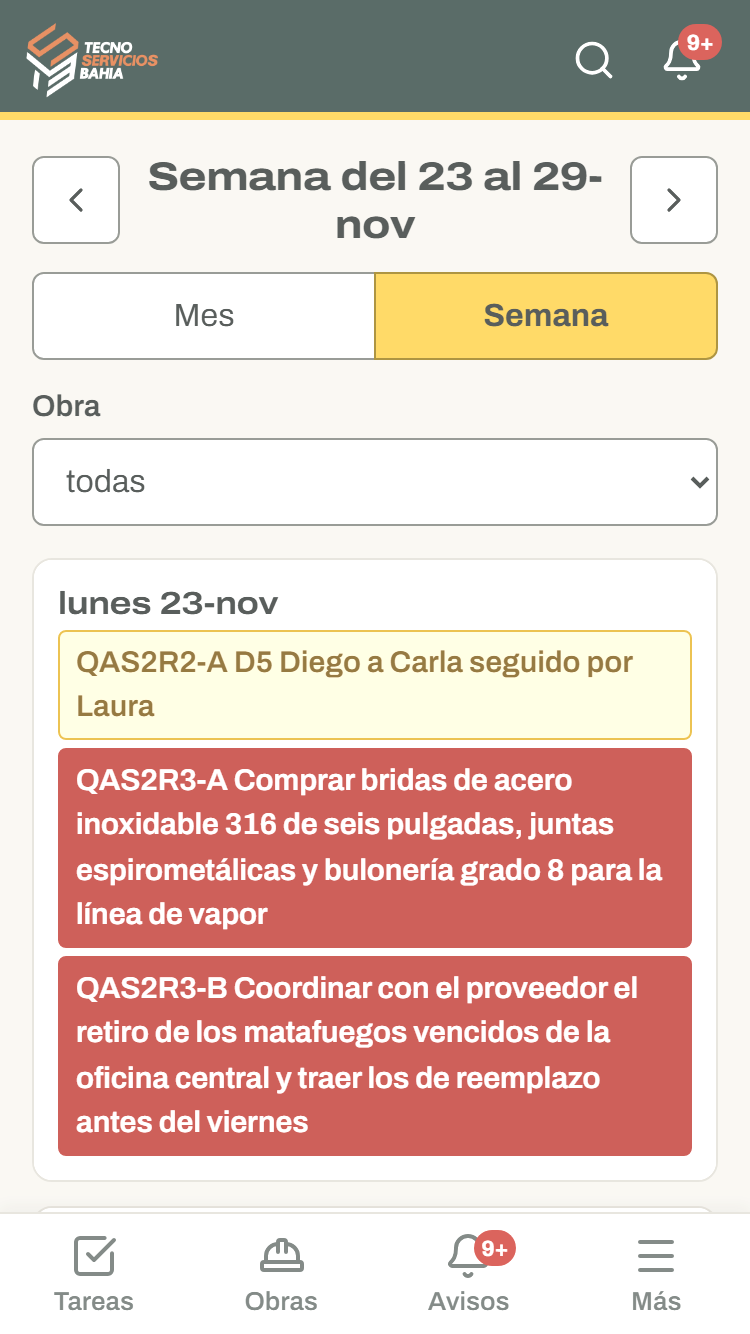 TECNO
SERVICIOS
BAHIA
9+
Semana del 23 al 29-
nov
Mes
Semana
Obra
todas
lunes 23-nov
QAS2R2-A D5 Diego a Carla seguido por
Laura
QAS2R3-A Comprar bridas de acero
inoxidable 316 de seis pulgadas, juntas
espirometálicas y bulonería grado 8 para la
línea de vapor
QAS2R3-B Coordinar con el proveedor el
retiro de los matafuegos vencidos de la
oficina central y traer los de reemplazo
antes del viernes
9+
Tareas
Obras
Avisos
Más